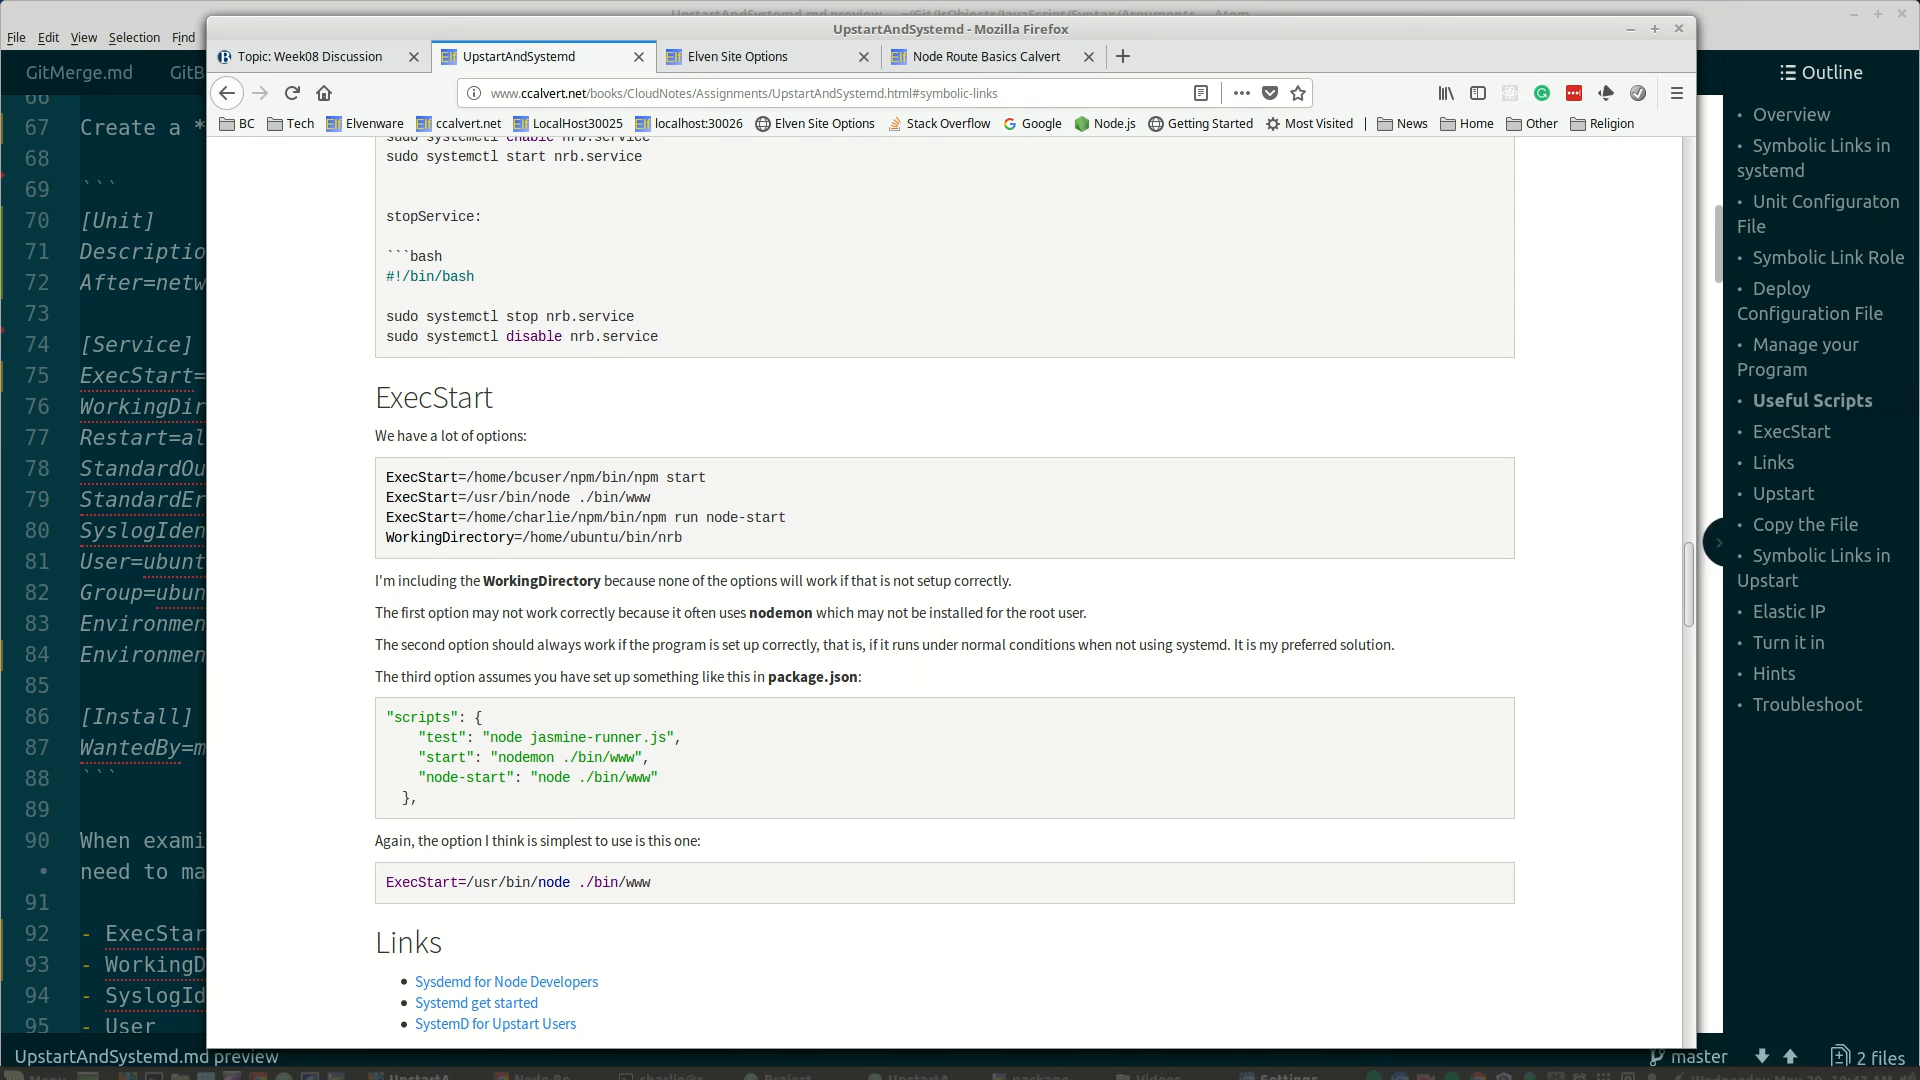 UpstartAndSystemd - Mozilla Firefox
File Edit View Selection Find
Topic: Week08 Discussion
UpstartAndSystemd
Elven Site Options
Node Route Basics Calvert
www.ccalvert.net/books/CloudNotes/Assignments/UpstartAndSystemd.html#symbolic-links
BC Tech Elvenware ccalvert.net LocalHost30025 localhost:30026 Elven Site Options Stack Overflow Google Node.js Getting Started Most Visited News Home Other Religion
GitMerge.md GitB
66
67 Create a *
68
69 ```
70 [Unit]
71 Descriptio
72 After=netw
73
74 [Service]
75 ExecStart=
76 WorkingDir
77 Restart=al
78 StandardOu
79 StandardEr
80 SyslogIden
81 User=ubunt
82 Group=ubun
83 Environmen
84 Environmen
85
86 [Install]
87 WantedBy=m
88 ```
89
90 When exami
• need to ma
91
92 - ExecStar
93 - WorkingD
94 - SyslogId
95 - User
sudo systemctl enable nrb.service
sudo systemctl start nrb.service
stopService:
```bash
#!/bin/bash
sudo systemctl stop nrb.service
sudo systemctl disable nrb.service
ExecStart
We have a lot of options:
ExecStart=/home/bcuser/npm/bin/npm start
ExecStart=/usr/bin/node ./bin/www
ExecStart=/home/charlie/npm/bin/npm run node-start
WorkingDirectory=/home/ubuntu/bin/nrb
I'm including the WorkingDirectory because none of the options will work if that is not setup correctly.
The first option may not work correctly because it often uses nodemon which may not be installed for the root user.
The second option should always work if the program is set up correctly, that is, if it runs under normal conditions when not using systemd. It is my preferred solution.
The third option assumes you have set up something like this in package.json:
"scripts": {
"test": "node jasmine-runner.js",
"start": "nodemon ./bin/www",
"node-start": "node ./bin/www"
},
Again, the option I think is simplest to use is this one:
ExecStart=/usr/bin/node ./bin/www
Links
• Sysdemd for Node Developers
• Systemd get started
• SystemD for Upstart Users
Outline
• Overview
• Symbolic Links in
systemd
• Unit Configuraton
File
• Symbolic Link Role
• Deploy
Configuration File
• Manage your
Program
• Useful Scripts
• ExecStart
• Links
• Upstart
• Copy the File
• Symbolic Links in
Upstart
• Elastic IP
• Turn it in
• Hints
• Troubleshoot
UpstartAndSystemd.md preview
master
2 files